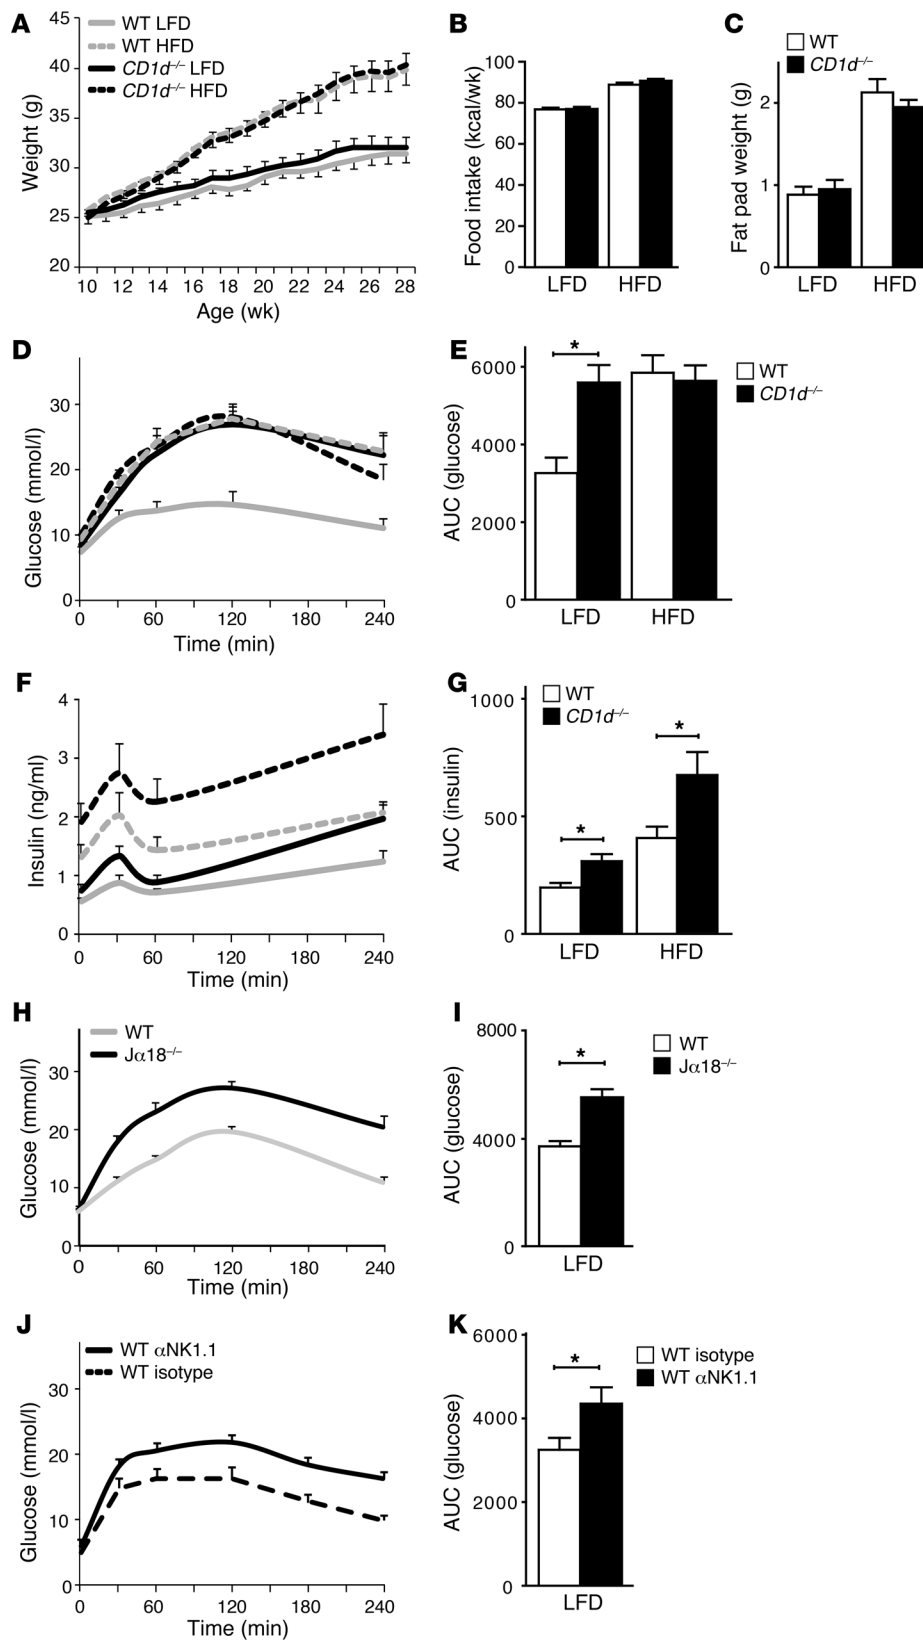 A
45
40
35
30
25
20
Weight (g)
WT LFD
WT HFD
CD1d–/– LFD
CD1d–/– HFD
10 12 14 16 18 20 22 24 26 28
Age (wk)
B
100
80
60
40
20
0
Food intake (kcal/wk)
LFD HFD
C
WT
CD1d–/–
2
1
0
Fat pad weight (g)
LFD HFD
D
30
20
10
0
Glucose (mmol/l)
0 60 120 180 240
Time (min)
E
6000
4000
2000
0
AUC (glucose)
*
WT
CD1d–/–
LFD HFD
F
4
3
2
1
0
Insulin (ng/ml)
0 60 120 180 240
Time (min)
G
1000
500
0
AUC (insulin)
WT
CD1d–/–
* *
LFD HFD
H
WT
Jα18–/–
30
20
10
0
Glucose (mmol/l)
0 60 120 180 240
Time (min)
I
8000
4000
0
AUC (glucose)
*
WT
Jα18–/–
LFD
J
WT αNK1.1
WT isotype
30
20
10
0
Glucose (mmol/l)
0 60 120 180 240
Time (min)
K
6000
4000
2000
0
AUC (glucose)
*
WT isotype
WT αNK1.1
LFD